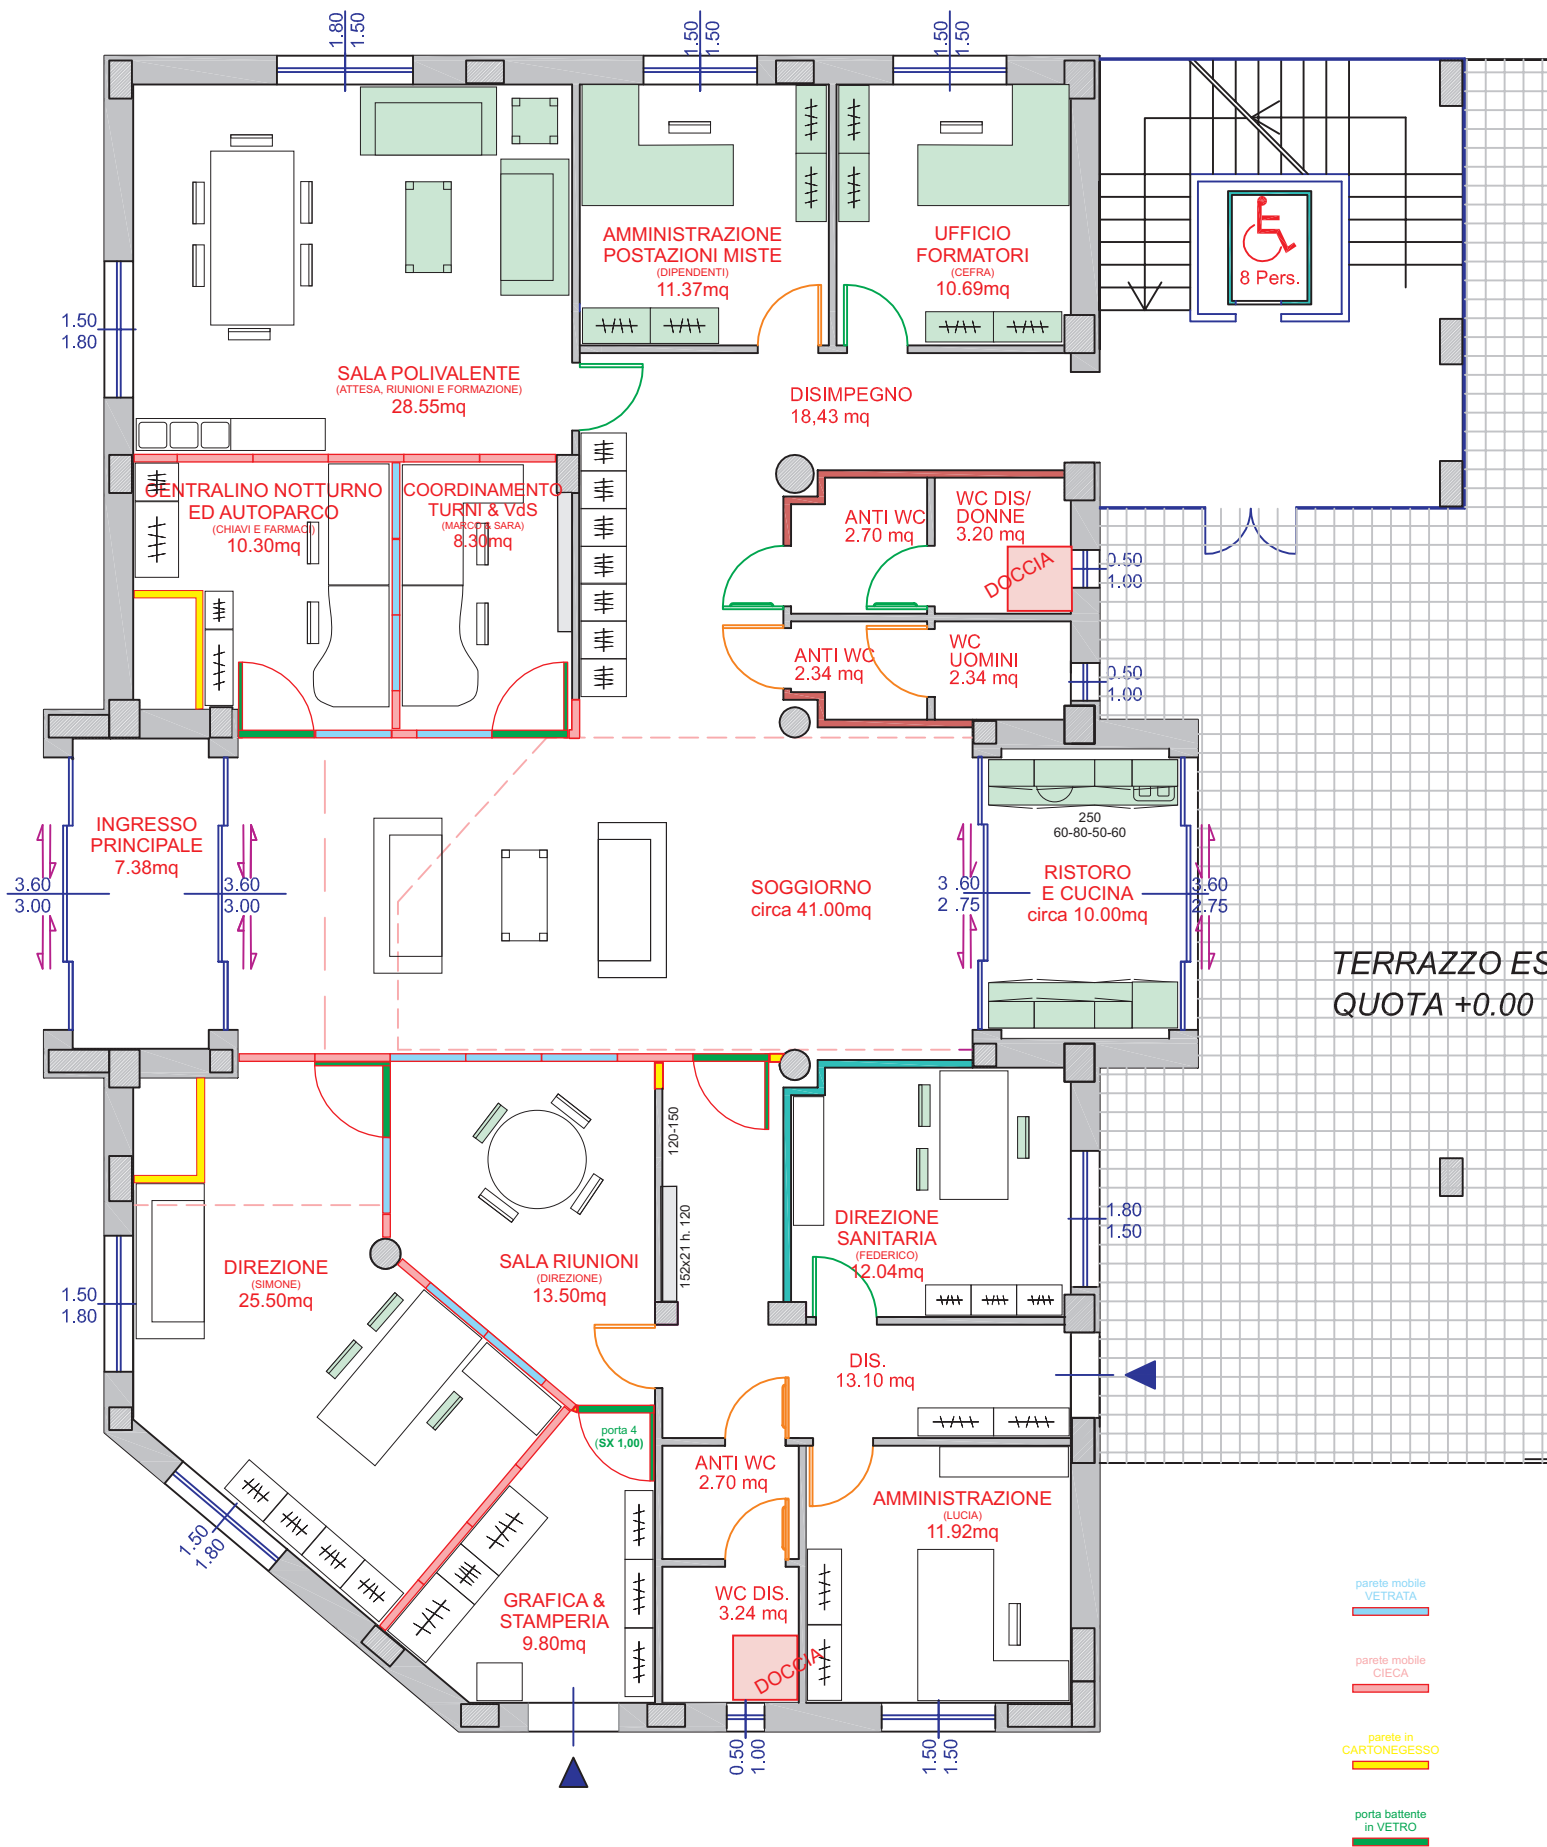 1.80
1.50
1.50
1.50
1.50
1.50
AMMINISTRAZIONE
POSTAZIONI MISTE
(DIPENDENTI)
11.37mq
UFFICIO
FORMATORI
(CEFRA)
10.69mq
8 Pers.
1.50
1.80
SALA POLIVALENTE
(ATTESA, RIUNIONI E FORMAZIONE)
28.55mq
DISIMPEGNO
18,43 mq
CENTRALINO NOTTURNO
ED AUTOPARCO
(CHIAVI E FARMACI)
10.30mq
COORDINAMENTO
TURNI & VdS
(MARCO & SARA)
8.30mq
ANTI WC
2.70 mq
WC DIS/
DONNE
3.20 mq
DOCCIA
0.50
1.00
ANTI WC
2.34 mq
WC
UOMINI
2.34 mq
0.50
1.00
INGRESSO
PRINCIPALE
7.38mq
3.60
3.00
3.60
3.00
SOGGIORNO
circa 41.00mq
250
60-80-50-60
3 .60
2 .75
RISTORO
E CUCINA
circa 10.00mq
3.60
2.75
TERRAZZO ES
QUOTA +0.00
120-150
152x21 h. 120
DIREZIONE
SANITARIA
(FEDERICO)
12.04mq
1.80
1.50
DIREZIONE
(SIMONE)
25.50mq
SALA RIUNIONI
(DIREZIONE)
13.50mq
1.50
1.80
DIS.
13.10 mq
porta 4
(SX 1,00)
ANTI WC
2.70 mq
AMMINISTRAZIONE
(LUCIA)
11.92mq
1.50
1.80
GRAFICA &
STAMPERIA
9.80mq
WC DIS.
3.24 mq
DOCCIA
0.50
1.00
1.50
1.50
parete mobile
VETRATA
parete mobile
CIECA
parete in
CARTONEGESSO
porta battente
in VETRO